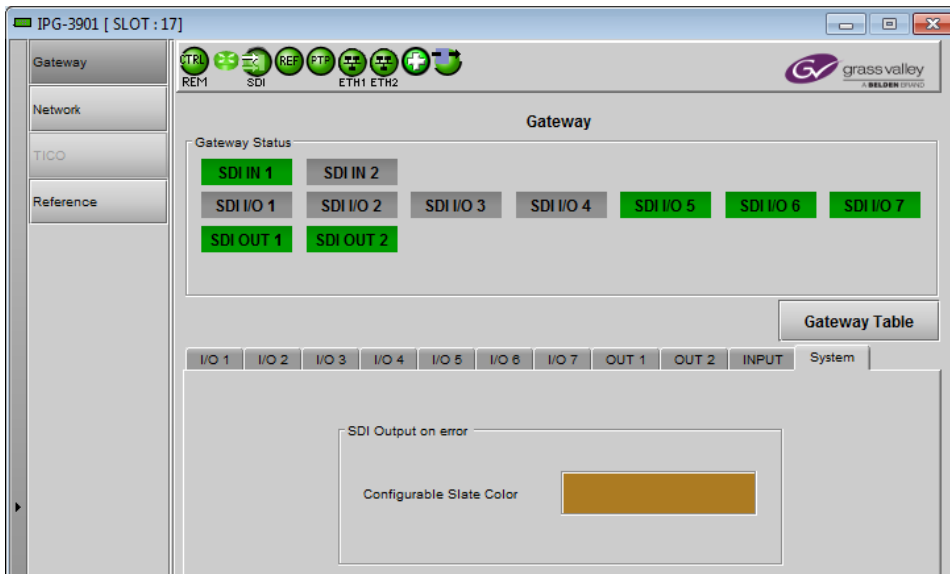 IPG-3901 [ SLOT : 17]
Gateway
Network
TICO
Reference
CTRL REF PTP
REM SDI ETH1 ETH2
GV grass valley
A BELDEN BRAND
Gateway
Gateway Status
SDI IN 1 SDI IN 2
SDI I/O 1 SDI I/O 2 SDI I/O 3 SDI I/O 4 SDI I/O 5 SDI I/O 6 SDI I/O 7
SDI OUT 1 SDI OUT 2
Gateway Table
I/O 1 I/O 2 I/O 3 I/O 4 I/O 5 I/O 6 I/O 7 OUT 1 OUT 2 INPUT System
SDI Output on error
Configurable Slate Color